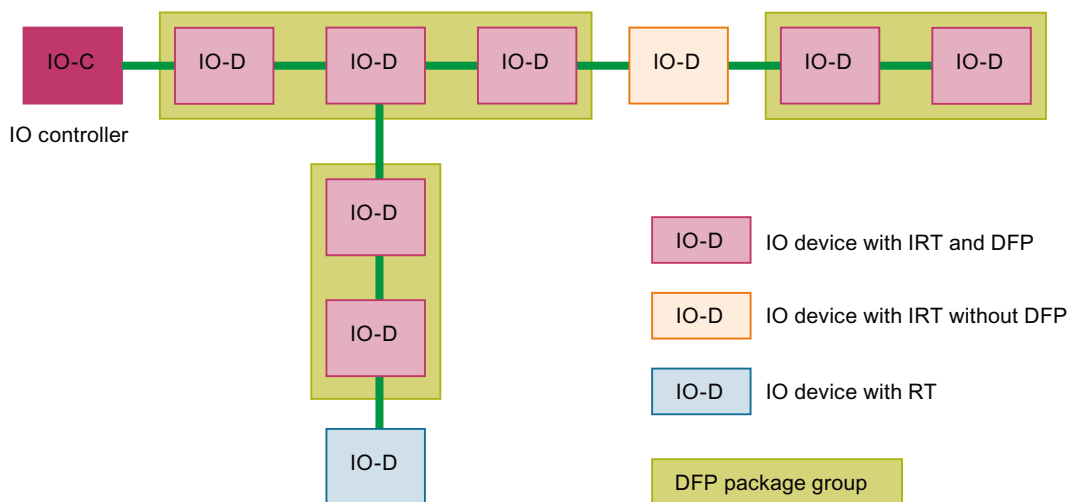 IO-C
IO-D
IO-D
IO-D
IO-D
IO-D
IO-D
IO controller
IO-D
IO-D
IO-D
IO-D IO device with IRT and DFP
IO-D IO device with IRT without DFP
IO-D IO device with RT
DFP package group